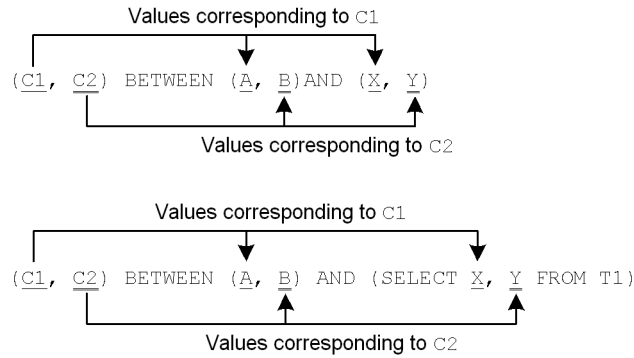 Values corresponding to C1
(C1, C2) BETWEEN (A, B)AND (X, Y)
Values corresponding to C2
Values corresponding to C1
(C1, C2) BETWEEN (A, B) AND (SELECT X, Y FROM T1)
Values corresponding to C2